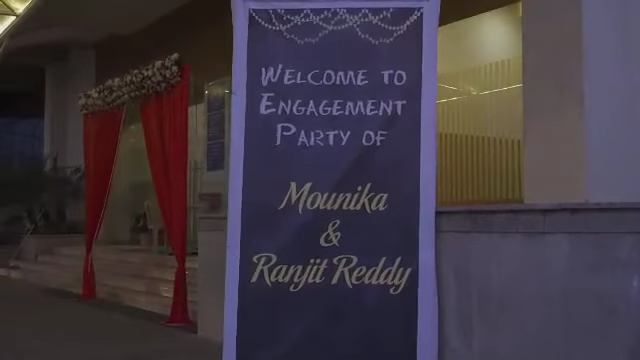 Welcome to
Engagement
Party of
Mounika
&
Ranjit Reddy